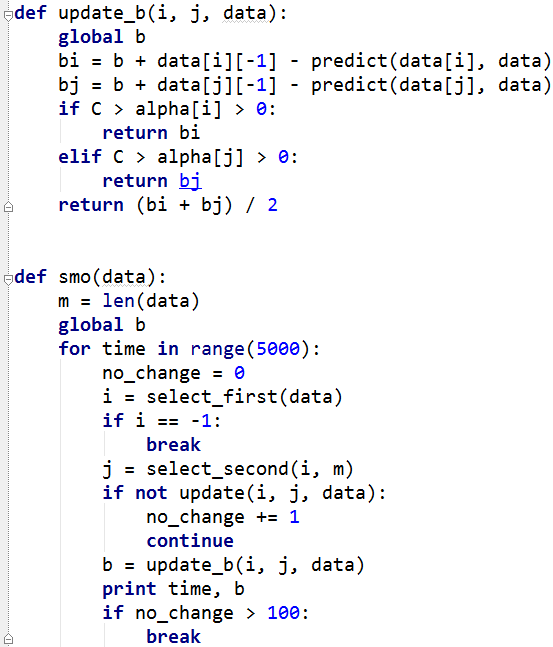 def update_b(i, j, data):
    global b
    bi = b + data[i][-1] - predict(data[i], data)
    bj = b + data[j][-1] - predict(data[j], data)
    if C > alpha[i] > 0:
        return bi
    elif C > alpha[j] > 0:
        return bj
    return (bi + bj) / 2
def smo(data):
    m = len(data)
    global b
    for time in range(5000):
        no_change = 0
        i = select_first(data)
        if i == -1:
            break
        j = select_second(i, m)
        if not update(i, j, data):
            no_change += 1
            continue
        b = update_b(i, j, data)
        print time, b
        if no_change > 100:
            break